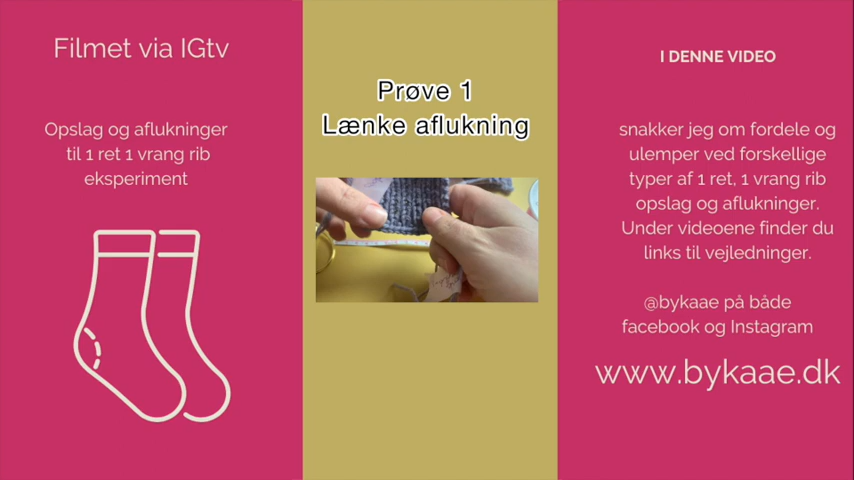 Filmet via IGtv
Opslag og aflukninger
til 1 ret 1 vrang rib
eksperiment
Prøve 1
Lænke aflukning
I DENNE VIDEO
snakker jeg om fordele og
ulemper ved forskellige
typer af 1 ret, 1 vrang rib
opslag og aflukninger.
Under videoene finder du
links til vejledninger.
@bykaae på både
facebook og Instagram
www.bykaae.dk